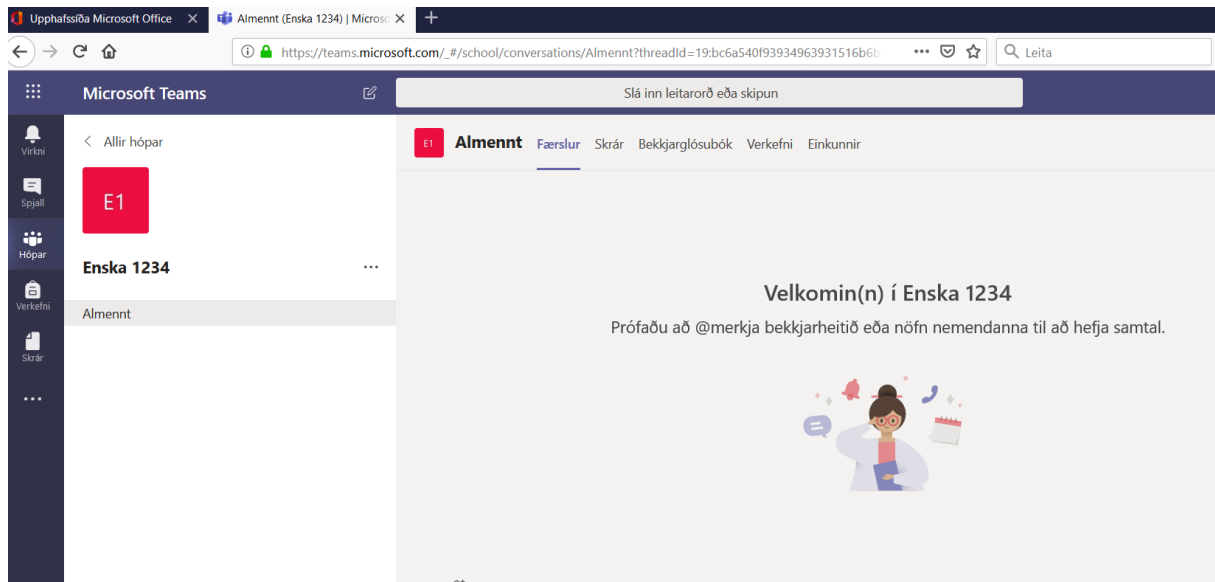 Upphafssíða Microsoft Office
Almennt (Enska 1234) | Microso
https://teams.microsoft.com/_#/school/conversations/Almennt?threadId=19:bc6a540f93934963931516b6b
Leita
Microsoft Teams
Slá inn leitarorð eða skipun
Virkni
Spjall
Hópar
Verkefni
Skrár
Allir hópar
E1
Enska 1234
Almennt
E1 Almennt Færslur Skrár Bekkjarglósubók Verkefni Einkunnir
Velkomin(n) í Enska 1234
Prófaðu að @merkja bekkjarheitið eða nöfn nemendanna til að hefja samtal.